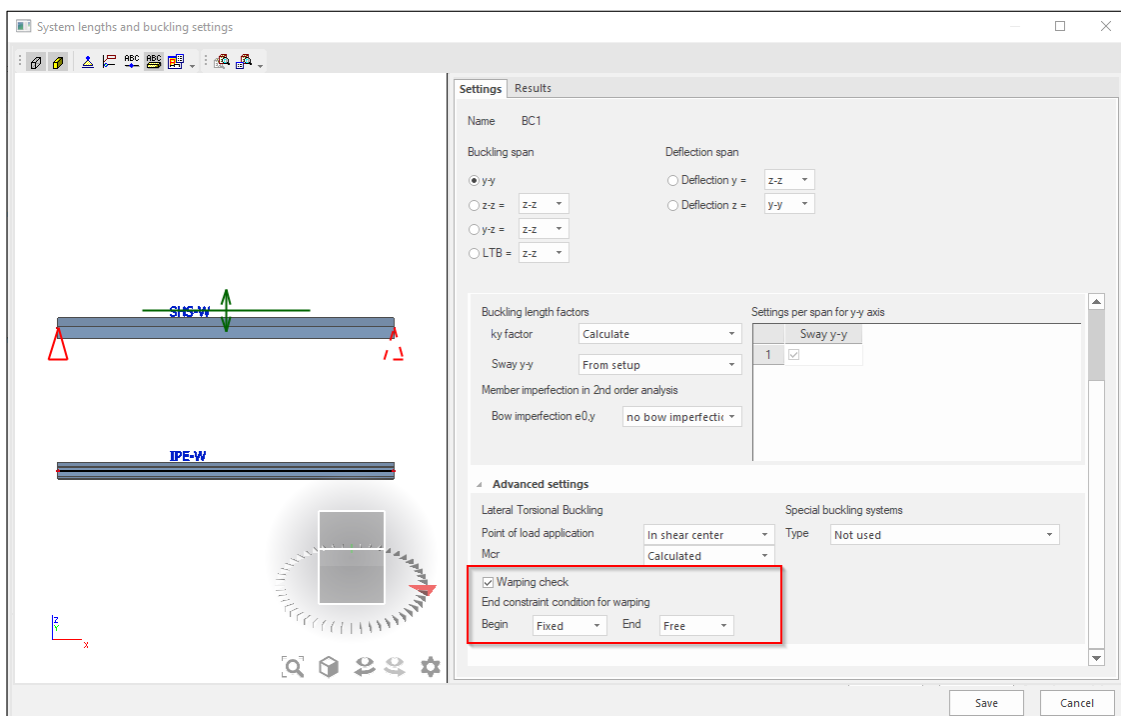 System lengths and buckling settings
ABC ABC
Settings Results
Name BC1
Buckling span Deflection span
y-y Deflection y = z-z
z-z = z-z Deflection z = y-y
y-z = z-z
LTB = z-z
SHS-W
IPE-W
Buckling length factors Settings per span for y-y axis
ky factor Calculate Sway y-y
Sway y-y From setup 1
Member imperfection in 2nd order analysis
Bow imperfection e0,y no bow imperfectic
Advanced settings
Lateral Torsional Buckling Special buckling systems
Point of load application In shear center Type Not used
Mcr Calculated
Warping check
End constraint condition for warping
Begin Fixed End Free
z
Y
x
Save Cancel